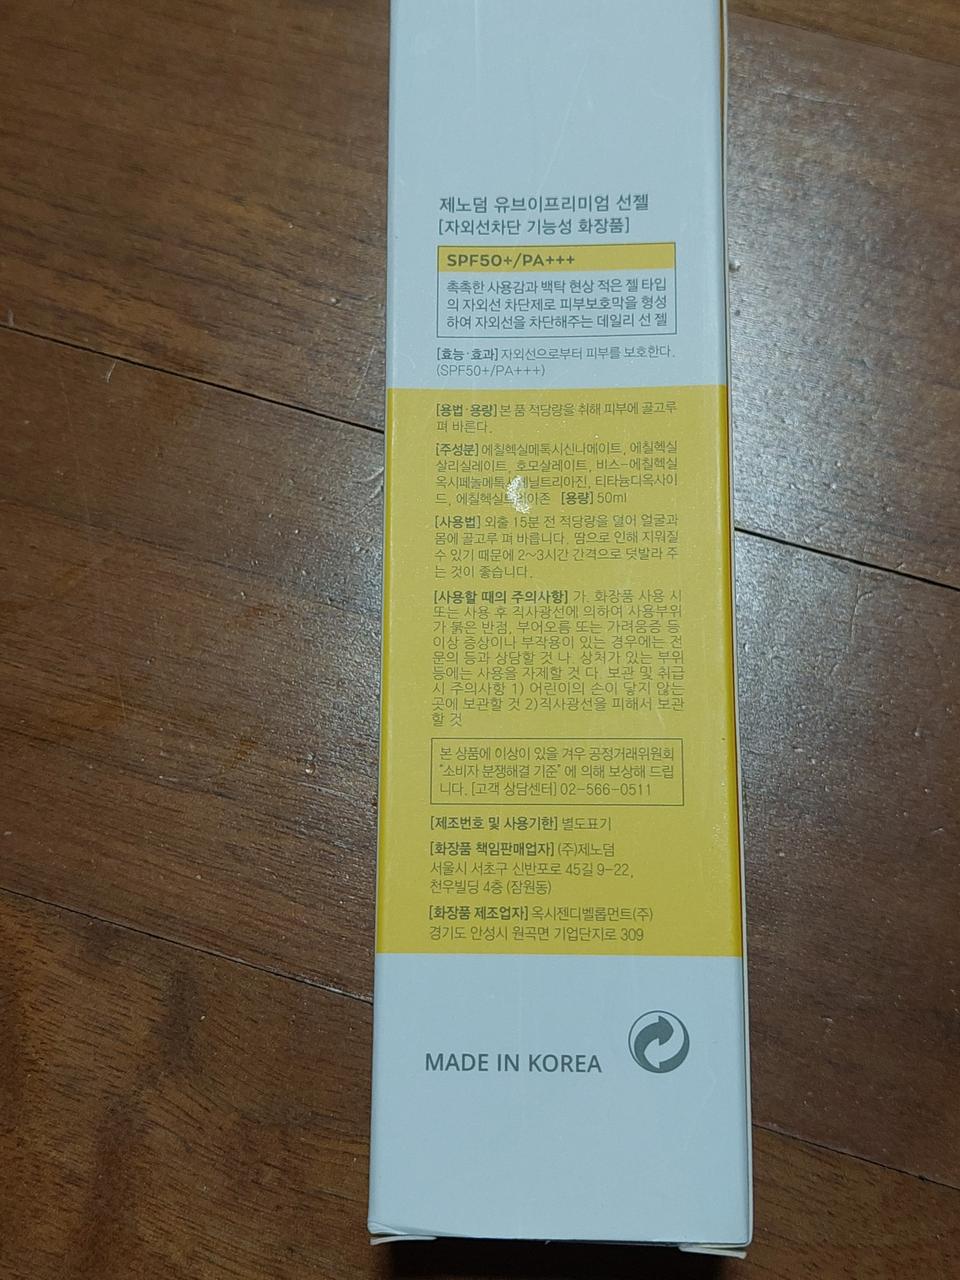 제노덤 유브이프리미엄 선젤
[자외선차단 기능성 화장품]
SPF50+/PA+++
촉촉한 사용감과 백탁 현상 적은 젤 타입
의 자외선 차단제로 피부보호막을 형성
하여 자외선을 차단해주는 데일리 선 젤
[효능·효과] 자외선으로부터 피부를 보호한다.
(SPF50+/PA+++)
[용법·용량] 본 품 적당량을 취해 피부에 골고루
펴 바른다.
[주성분] 에칠헥실메톡시신나메이트, 에칠헥실
살리실레이트, 호모살레이트, 비스-에칠헥실
티타늄디옥사이
드, [용량] 50ml
[사용법] 외출 15분 전 적당량을 덜어 얼굴과
몸에 골고루 펴 바릅니다. 땀으로 인해 지워질
수 있기 때문에 2~3시간 간격으로 덧발라 주
는 것이 좋습니다.
[사용할 때의 주의사항] 가. 화장품 사용 시
또는 사용 후 직사광선에 의하여 사용부위
가 붉은 반점, 부어오름 또는 가려움증 등
이상 증상이나 부작용이 있는 경우에는 전
문의 등과 상담할 것 나. 상처가 있는 부위
등에는 사용을 자제할 것 다. 보관 및 취급
시 주의사항 1) 어린이의 손이 닿지 않는
곳에 보관할 것 2)직사광선을 피해서 보관
할 것
본 상품에 이상이 있을 겨우 공정거래위원회
"소비자 분쟁해결 기준" 에 의해 보상해 드립
니다. [고객 상담센터] 02-566-0511
[제조번호 및 사용기한] 별도표기
[화장품 책임판매업자] (주)제노덤
서울시 서초구 신반포로 45길 9-22,
천우빌딩 4층 (잠원동)
[화장품 제조업자] 옥시젠디벨롭먼트(주)
경기도 안성시 원곡면 기업단지로 309
MADE IN KOREA